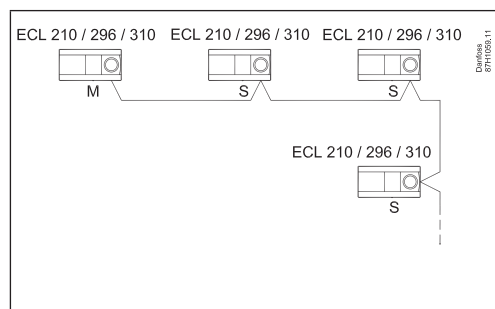 ECL 210 / 296 / 310 ECL 210 / 296 / 310 ECL 210 / 296 / 310
M S S
ECL 210 / 296 / 310
S
Danfoss
87H1059.11